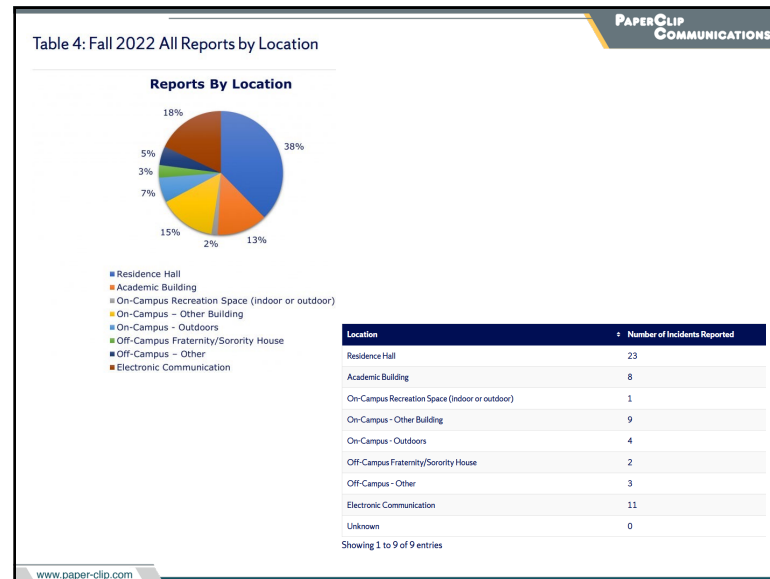 PAPERCLIP
COMMUNICATIONS
Table 4: Fall 2022 All Reports by Location
Reports By Location
18%
38%
5%
3%
7%
15%
2%
13%
Residence Hall
Academic Building
On-Campus Recreation Space (indoor or outdoor)
On-Campus – Other Building
On-Campus - Outdoors
Off-Campus Fraternity/Sorority House
Off-Campus – Other
Electronic Communication
Location Number of Incidents Reported
Residence Hall 23
Academic Building 8
On-Campus Recreation Space (indoor or outdoor) 1
On-Campus - Other Building 9
On-Campus - Outdoors 4
Off-Campus Fraternity/Sorority House 2
Off-Campus - Other 3
Electronic Communication 11
Unknown 0
Showing 1 to 9 of 9 entries
www.paper-clip.com